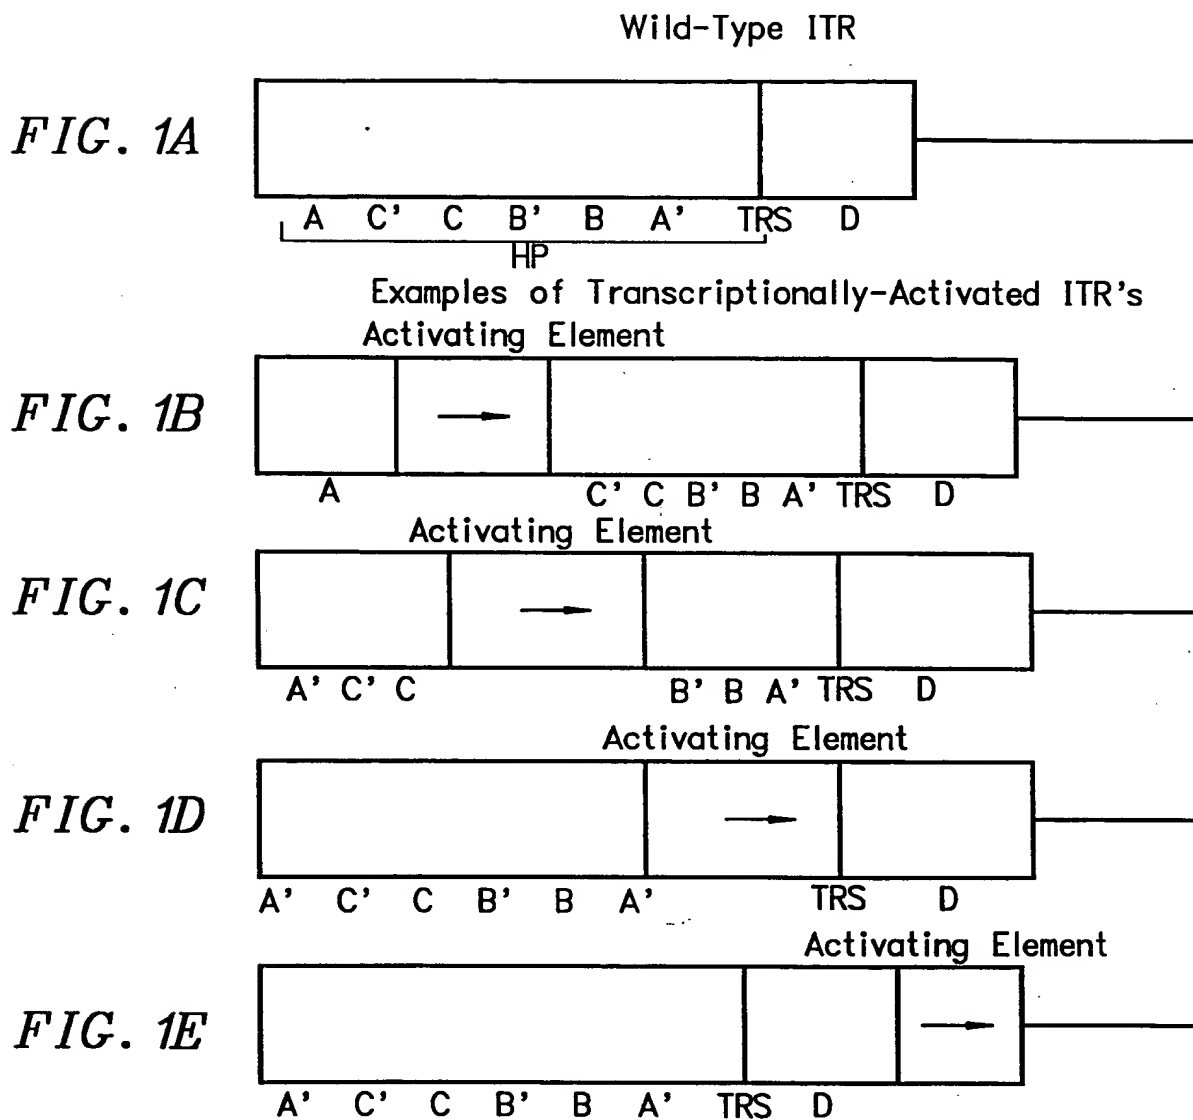 Wild-Type ITR
FIG. 1A
A C' C B' B A' TRS D
HP
Examples of Transcriptionally-Activated ITR's
Activating Element
FIG. 1B
A C' C B' B A' TRS D
Activating Element
FIG. 1C
A' C' C B' B A' TRS D
Activating Element
FIG. 1D
A' C' C B' B A' TRS D
Activating Element
FIG. 1E
A' C' C B' B A' TRS D